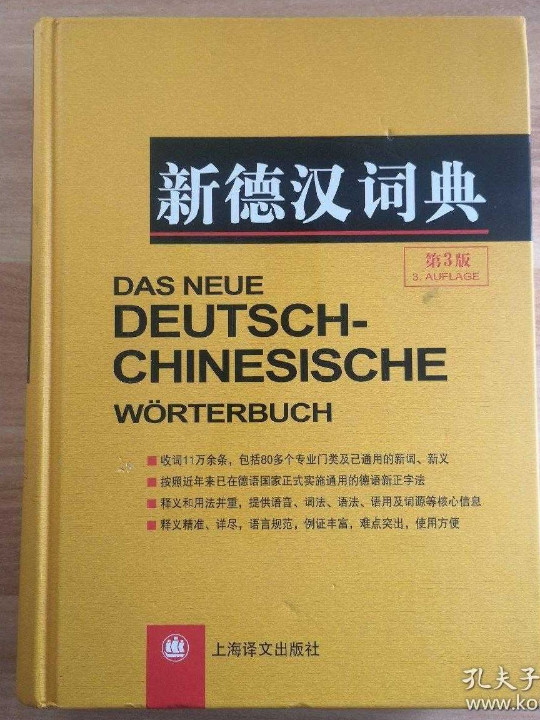 新德汉词典
第3版
3. AUFLAGE
DAS NEUE
DEUTSCH-
CHINESISCHE
WÖRTERBUCH
■ 收词11万余条，包括80多个专业门类及已通用的新词、新义
■ 按照近年来已在德语国家正式实施通用的德语新正字法
■ 释义和用法并重，提供语音、词法、语法、语用及词源等核心信息
■ 释义精准、详尽，语言规范，例证丰富，难点突出，使用方便
上海译文出版社
孔夫子